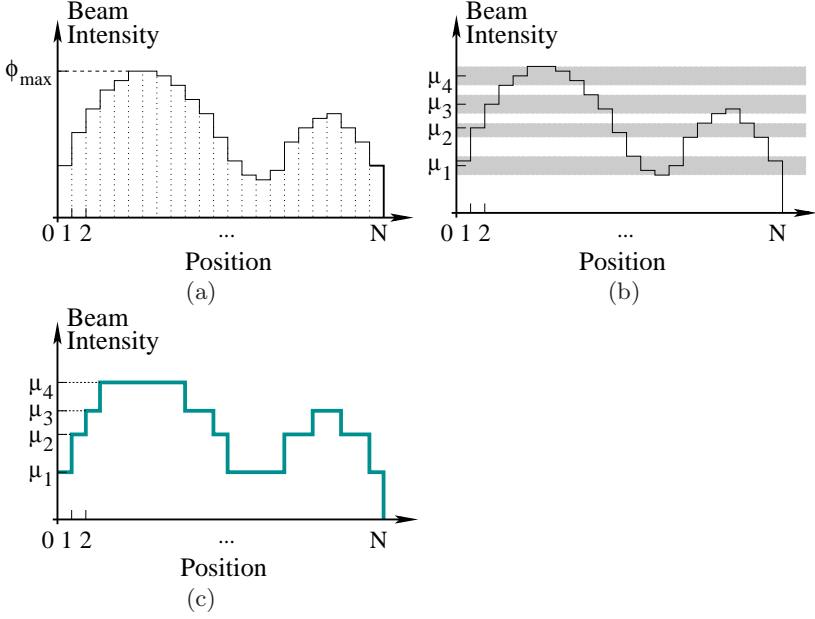 Beam
Intensity
ϕmax
0 1 2 ... N
Position
(a)
Beam
Intensity
μ4
μ3
μ2
μ1
0 1 2 ... N
Position
(b)
Beam
Intensity
μ4
μ3
μ2
μ1
0 1 2 ... N
Position
(c)